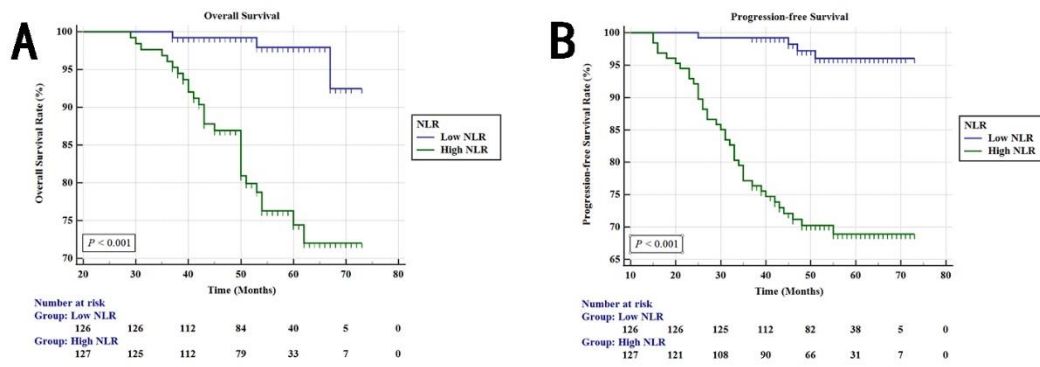 A
Overall Survival
100
95
90
85
80
75
70
Overall Survival Rate (%)
P < 0.001
20 30 40 50 60 70 80
Time (Months)
NLR
Low NLR
High NLR
Number at risk
Group: Low NLR
126 126 112 84 40 5 0
Group: High NLR
127 125 112 79 33 7 0
B
Progression-free Survival
100
95
90
85
80
75
70
65
Progression-free Survival Rate (%)
P < 0.001
10 20 30 40 50 60 70 80
Time (Months)
NLR
Low NLR
High NLR
Number at risk
Group: Low NLR
126 126 125 112 82 38 5 0
Group: High NLR
127 121 108 90 66 31 7 0